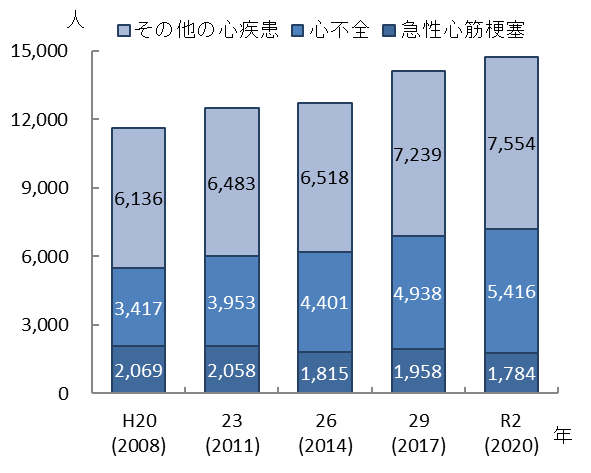 人
その他の心疾患 心不全 急性心筋梗塞
15,000
12,000
9,000
6,000
3,000
0
6,136 6,483 6,518 7,239 7,554
3,417 3,953 4,401 4,938 5,416
2,069 2,058 1,815 1,958 1,784
H20 23 26 29 R2
(2008) (2011) (2014) (2017) (2020)
年